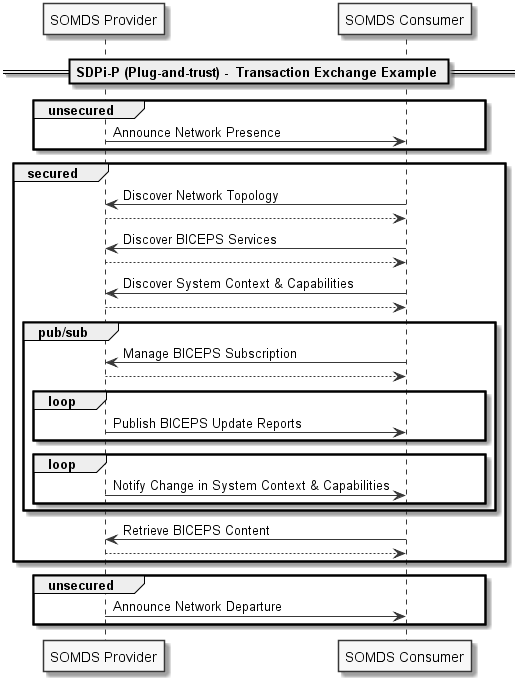 SOMDS Provider
SOMDS Consumer
SDPi-P (Plug-and-trust) - Transaction Exchange Example
unsecured
Announce Network Presence
secured
Discover Network Topology
Discover BICEPS Services
Discover System Context & Capabilities
pub/sub
Manage BICEPS Subscription
loop
Publish BICEPS Update Reports
loop
Notify Change in System Context & Capabilities
Retrieve BICEPS Content
unsecured
Announce Network Departure
SOMDS Provider
SOMDS Consumer